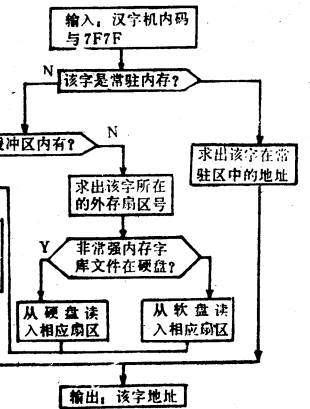 输入：汉字机内码
与7F7F
N
该字是常驻内存？
冲区内有？
N
求出该字在常
驻区中的地址
求出该字所在
的外存扇区号
Y
非常强内存字
库文件在硬盘？
从硬盘读
入相应扇区
从软盘读
入相应扇区
输出：该字地址